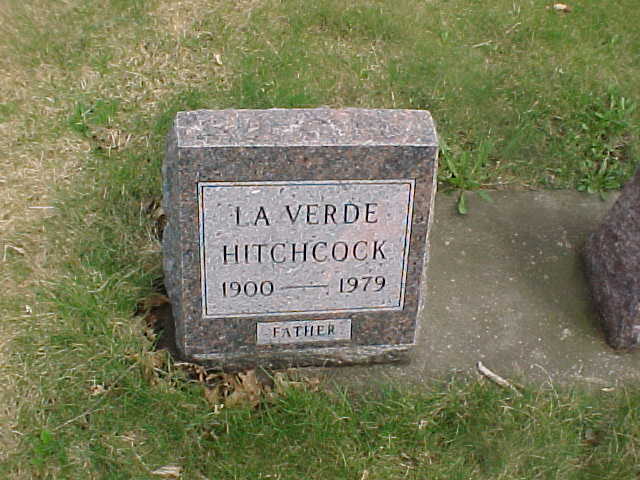 LA VERDE
HITCHCOCK
1900 — 1979
FATHER